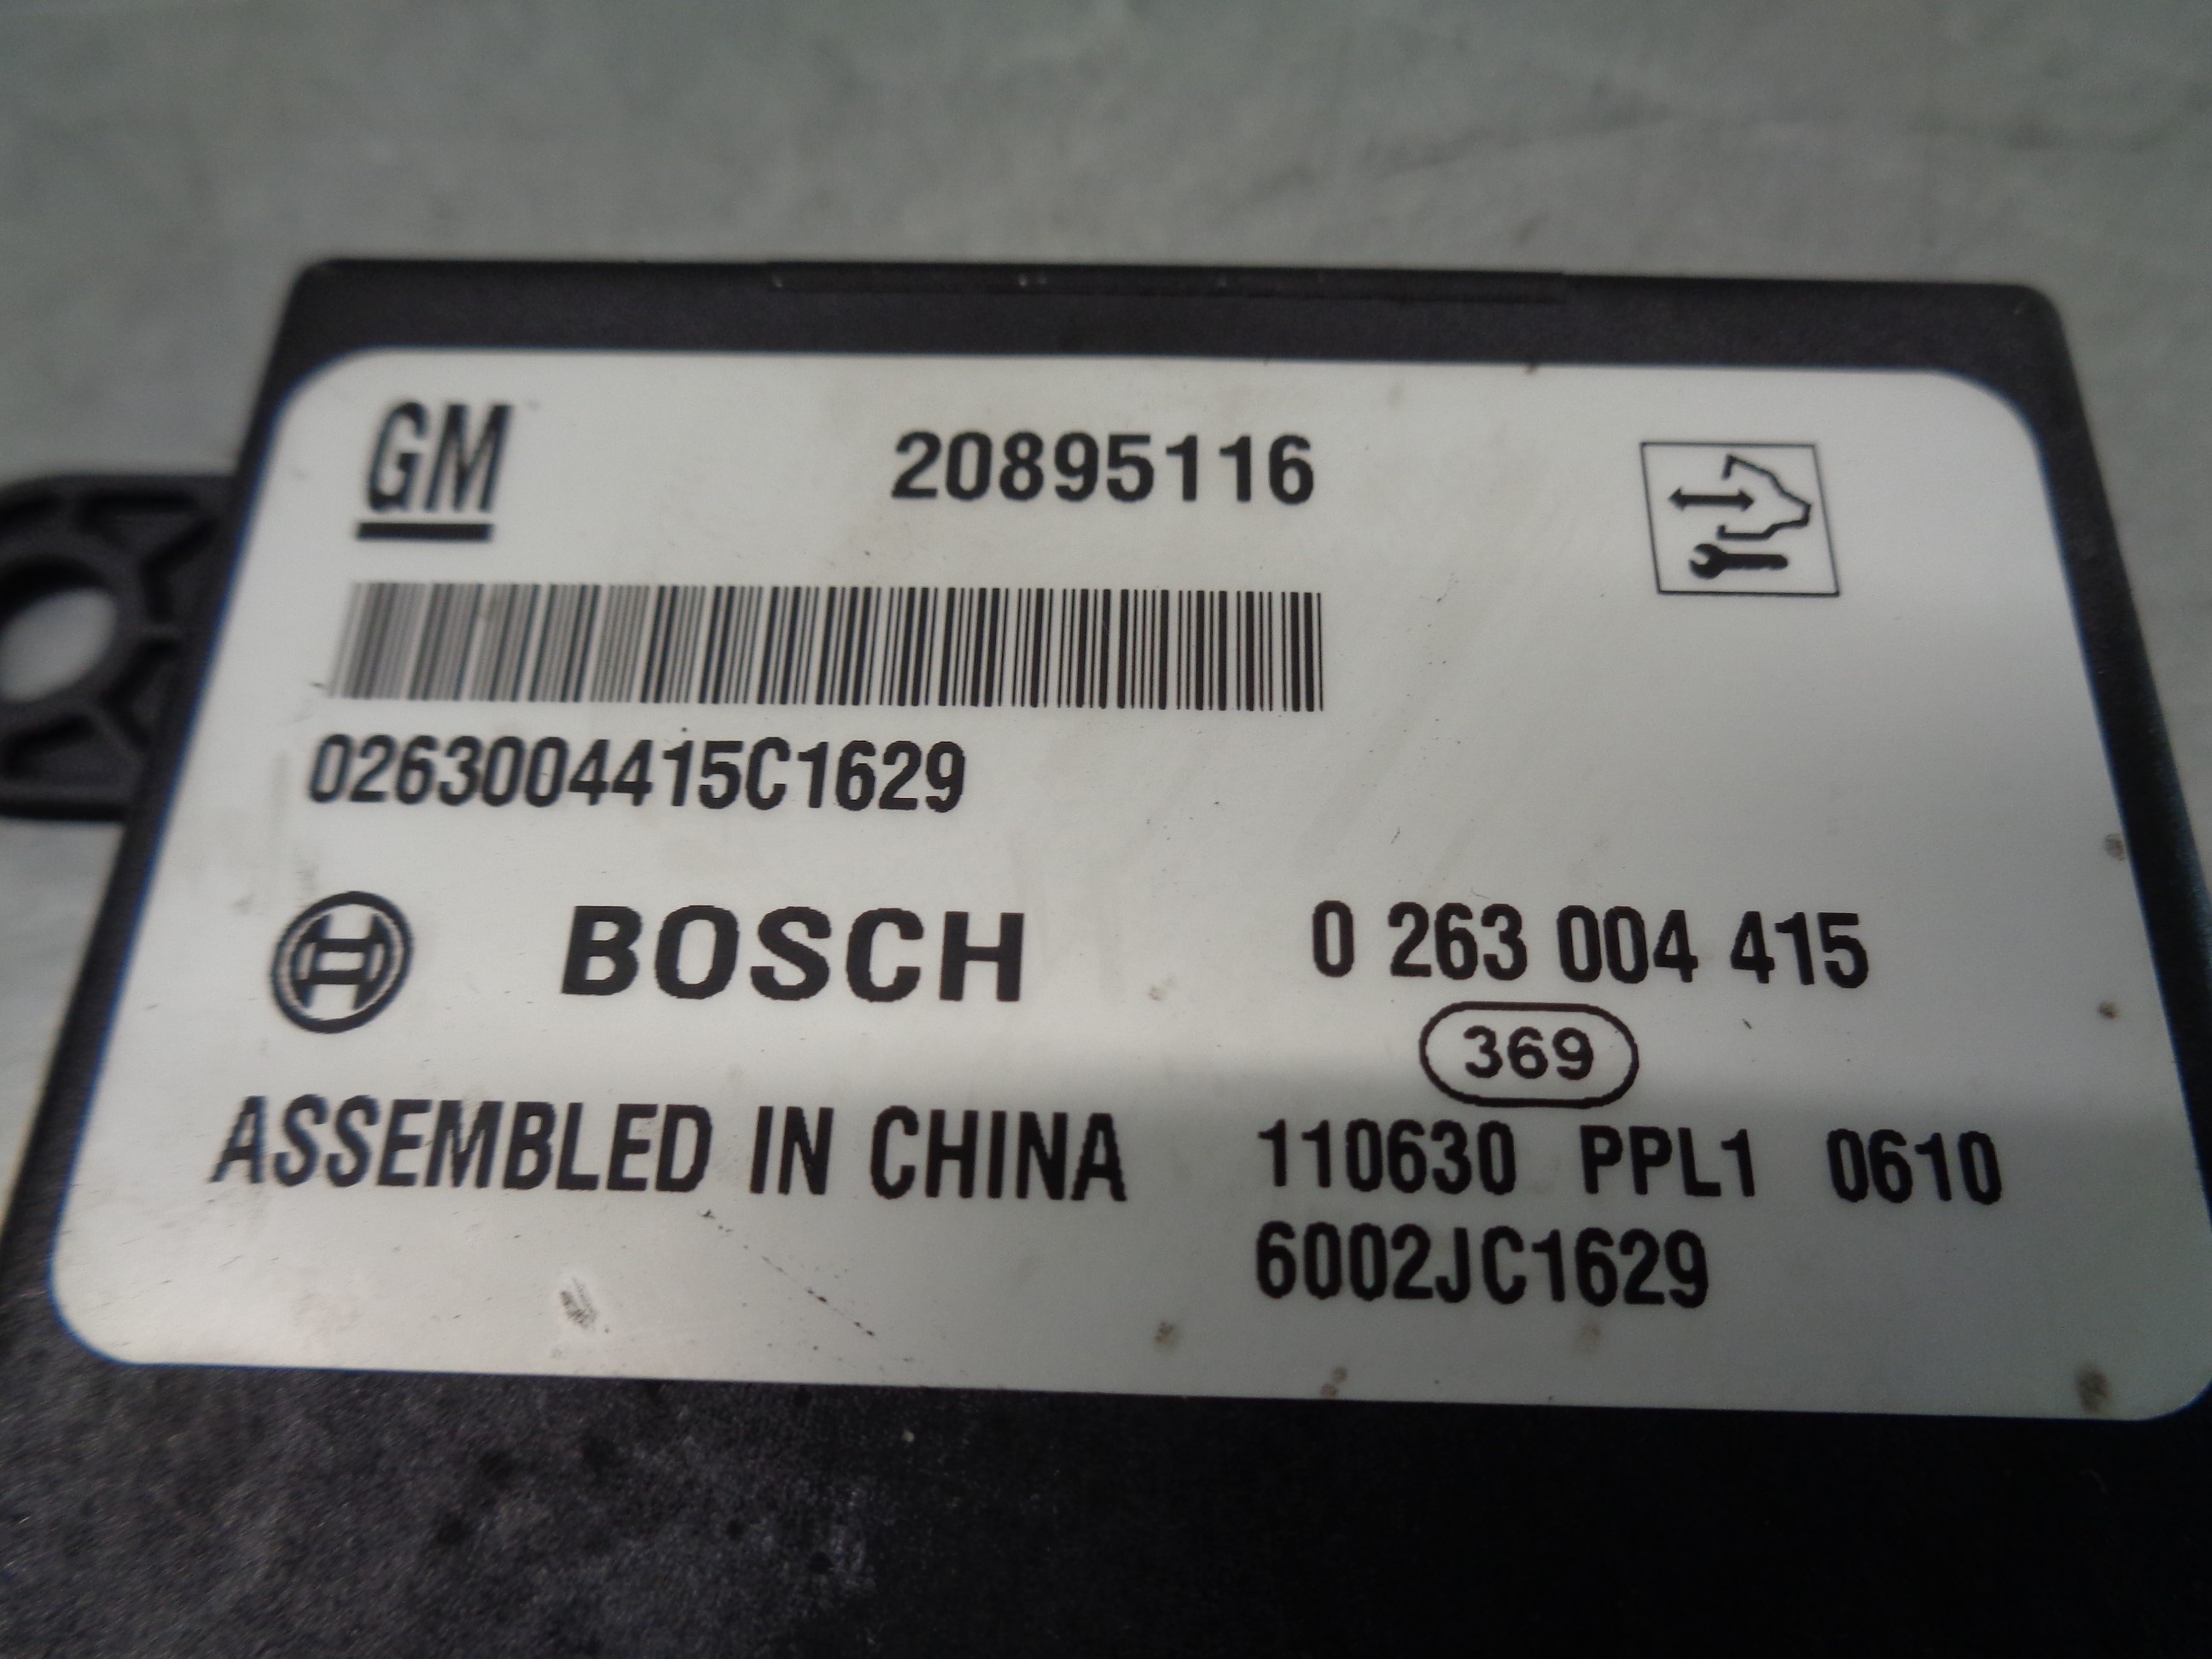 GM 20895116
0263004415C1629
BOSCH 0 263 004 415
369
ASSEMBLED IN CHINA 110630 PPL1 0610
6002JC1629